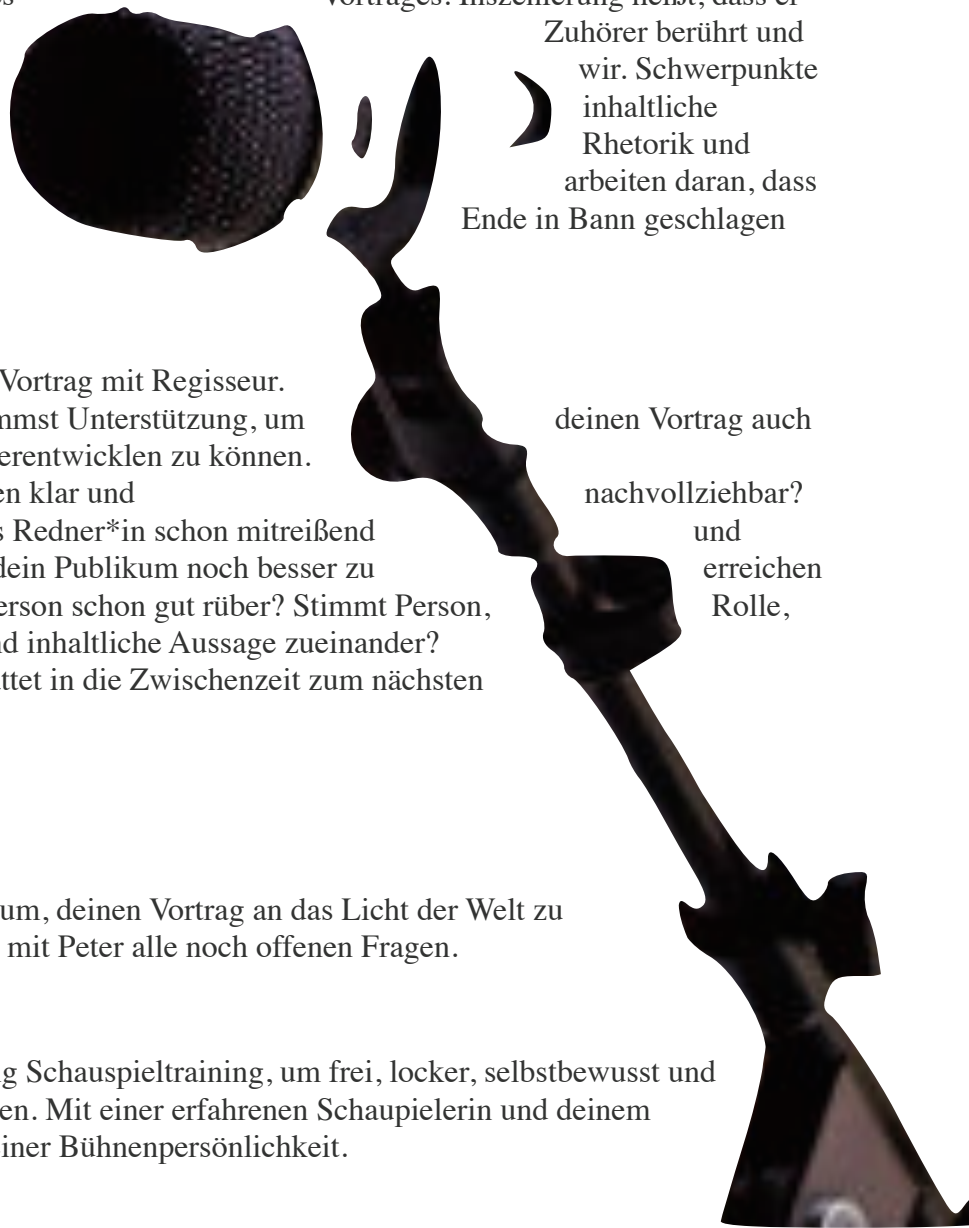 Vortrages. Inszenierung heißt, dass er
Zuhörer berührt und
wir. Schwerpunkte
inhaltliche
Rhetorik und
arbeiten daran, dass
Ende in Bann geschlagen
Vortrag mit Regisseur.
mmst Unterstützung, um deinen Vortrag auch
erentwicklen zu können.
en klar und nachvollziehbar?
s Redner*in schon mitreißend und
dein Publikum noch besser zu erreichen
erson schon gut rüber? Stimmt Person, Rolle,
nd inhaltliche Aussage zueinander?
ttet in die Zwischenzeit zum nächsten
um, deinen Vortrag an das Licht der Welt zu
mit Peter alle noch offenen Fragen.
g Schauspieltraining, um frei, locker, selbstbewusst und
en. Mit einer erfahrenen Schaupielerin und deinem
einer Bühnenpersönlichkeit.